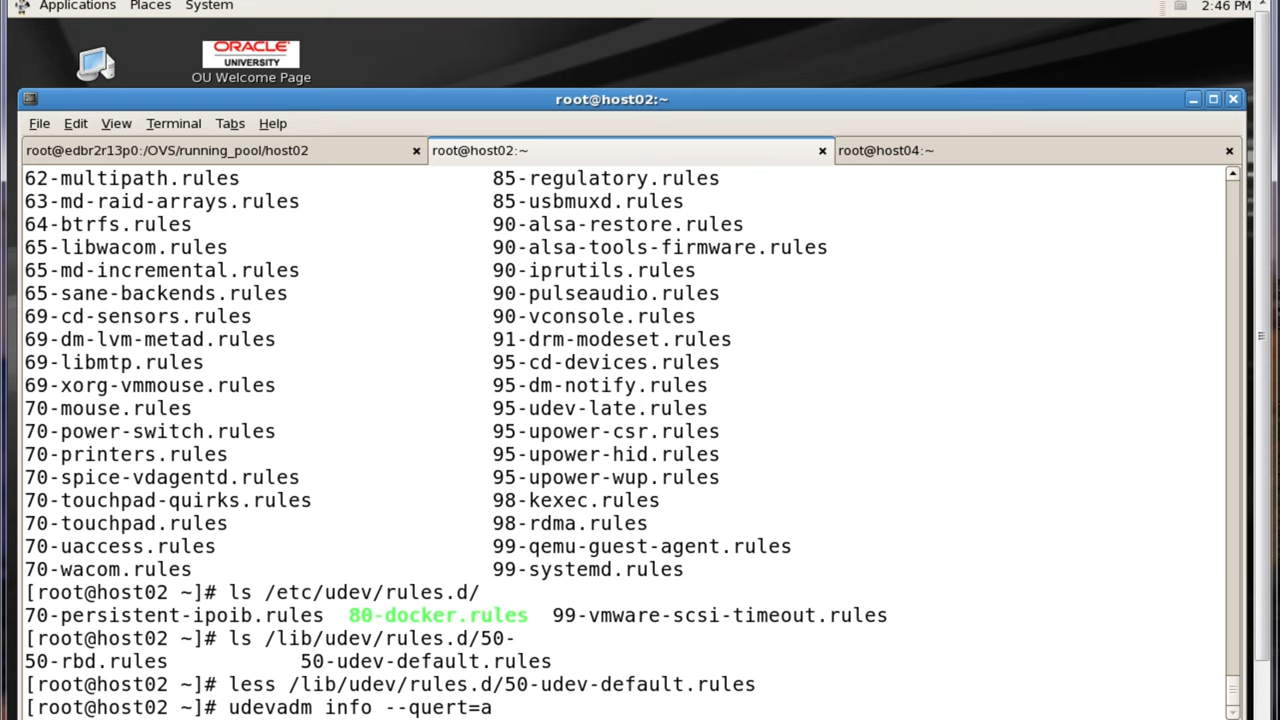 Applications Places System 2:46 PM
ORACLE
UNIVERSITY
OU Welcome Page
root@host02:~
File Edit View Terminal Tabs Help
root@edbr2r13p0:/OVS/running_pool/host02 root@host02:~ root@host04:~
62-multipath.rules 85-regulatory.rules
63-md-raid-arrays.rules 85-usbmuxd.rules
64-btrfs.rules 90-alsa-restore.rules
65-libwacom.rules 90-alsa-tools-firmware.rules
65-md-incremental.rules 90-iprutils.rules
65-sane-backends.rules 90-pulseaudio.rules
69-cd-sensors.rules 90-vconsole.rules
69-dm-lvm-metad.rules 91-drm-modeset.rules
69-libmtp.rules 95-cd-devices.rules
69-xorg-vmmouse.rules 95-dm-notify.rules
70-mouse.rules 95-udev-late.rules
70-power-switch.rules 95-upower-csr.rules
70-printers.rules 95-upower-hid.rules
70-spice-vdagentd.rules 95-upower-wup.rules
70-touchpad-quirks.rules 98-kexec.rules
70-touchpad.rules 98-rdma.rules
70-uaccess.rules 99-qemu-guest-agent.rules
70-wacom.rules 99-systemd.rules
[root@host02 ~]# ls /etc/udev/rules.d/
70-persistent-ipoib.rules 80-docker.rules 99-vmware-scsi-timeout.rules
[root@host02 ~]# ls /lib/udev/rules.d/50-
50-rbd.rules 50-udev-default.rules
[root@host02 ~]# less /lib/udev/rules.d/50-udev-default.rules
[root@host02 ~]# udevadm info --quert=a